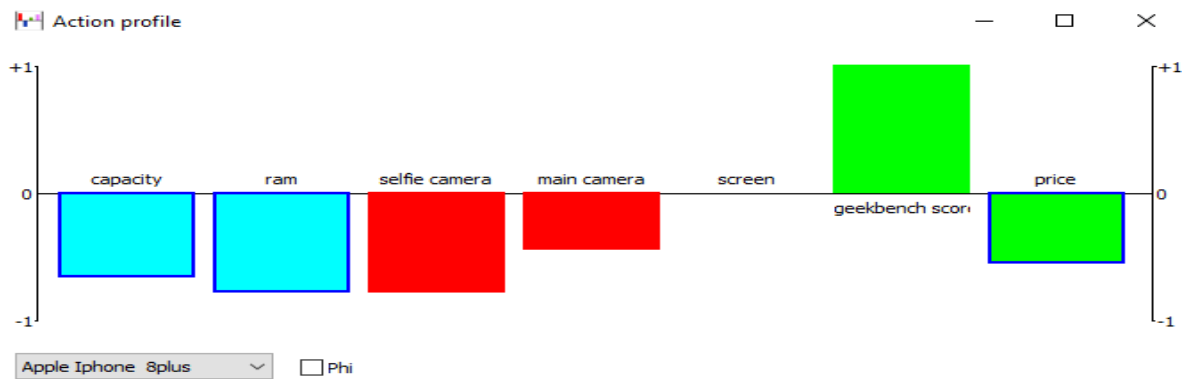 Action profile
+1 +1
capacity ram selfie camera main camera screen price
0 0
geekbench scor
-1 -1
Apple Iphone 8plus Phi